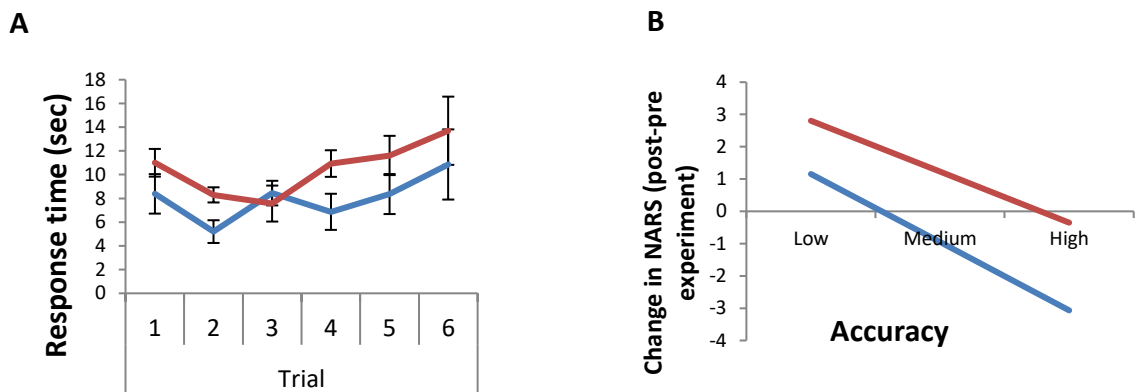 A
Response time (sec)
18
16
14
12
10
8
6
4
2
0
1 2 3 4 5 6
Trial
B
Change in NARS (post-pre
experiment)
4
3
2
1
0
-1
-2
-3
-4
Low Medium High
Accuracy